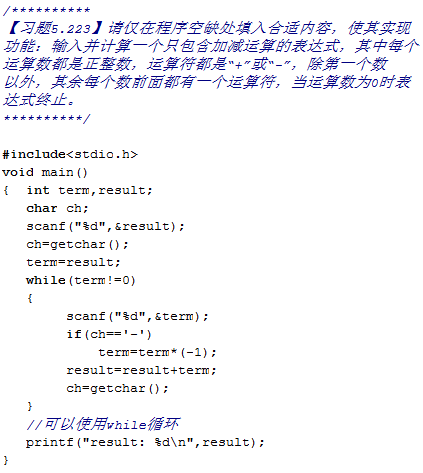 /**********
【习题5.223】请仅在程序空缺处填入合适内容，使其实现
功能：输入并计算一个只包含加减运算的表达式，其中每个
运算数都是正整数，运算符都是“+”或“-”，除第一个数
以外，其余每个数前面都有一个运算符，当运算数为0时表
达式终止。
**********/
#include<stdio.h>
void main()
{  int term,result;
char ch;
scanf("%d",&result);
ch=getchar();
term=result;
while(term!=0)
{
scanf("%d",&term);
if(ch=='-')
term=term*(-1);
result=result+term;
ch=getchar();
}
//可以使用while循环
printf("result: %d\n",result);
}